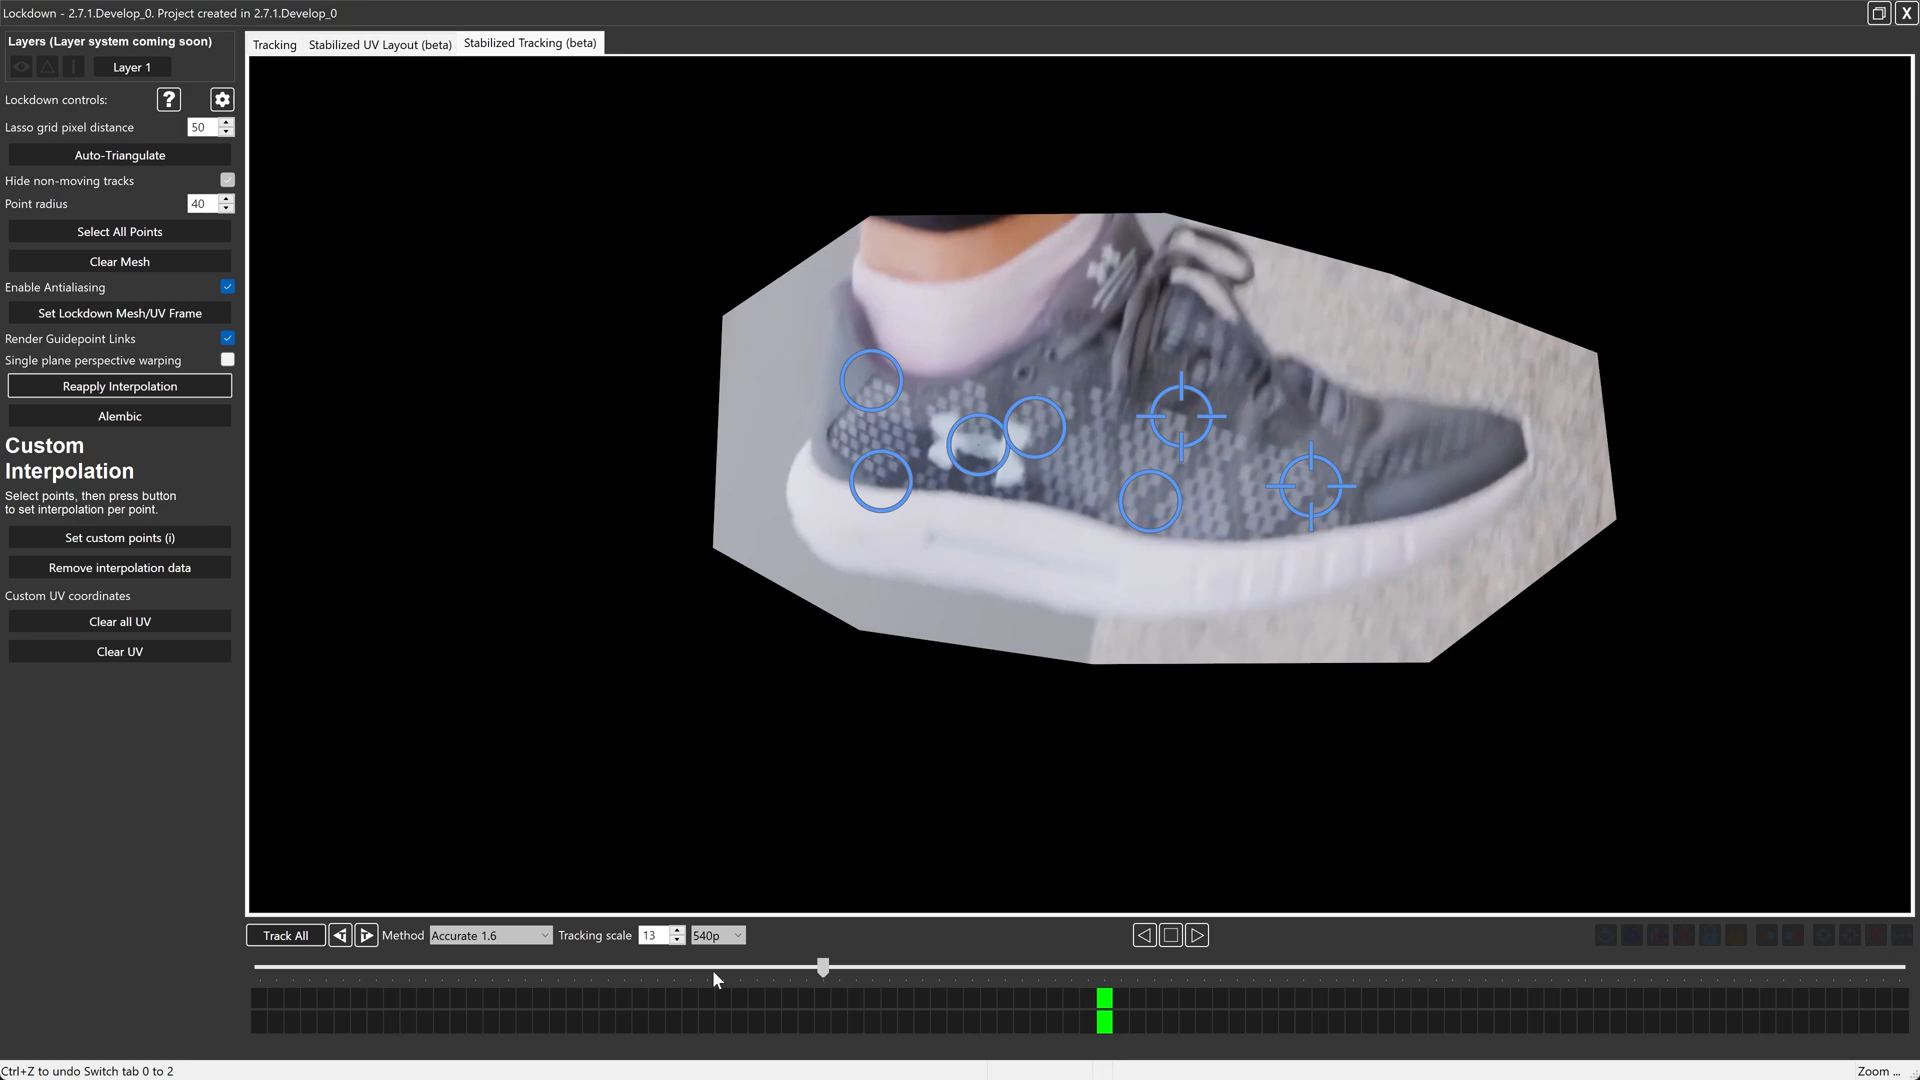 Lockdown - 2.7.1.Develop_0. Project created in 2.7.1.Develop_0
X
Layers (Layer system coming soon)
i
Layer 1
Tracking
Stabilized UV Layout (beta)
Stabilized Tracking (beta)
Lockdown controls:
?
Lasso grid pixel distance
50
Auto-Triangulate
Hide non-moving tracks
Point radius
40
Select All Points
Clear Mesh
Enable Antialiasing
Set Lockdown Mesh/UV Frame
Render Guidepoint Links
Single plane perspective warping
Reapply Interpolation
Alembic
Custom
Interpolation
Select points, then press button
to set interpolation per point.
Set custom points (i)
Remove interpolation data
Custom UV coordinates
Clear all UV
Clear UV
Track All
Method
Accurate 1.6
Tracking scale
13
540p
Ctrl+Z to undo Switch tab 0 to 2
Zoom ...